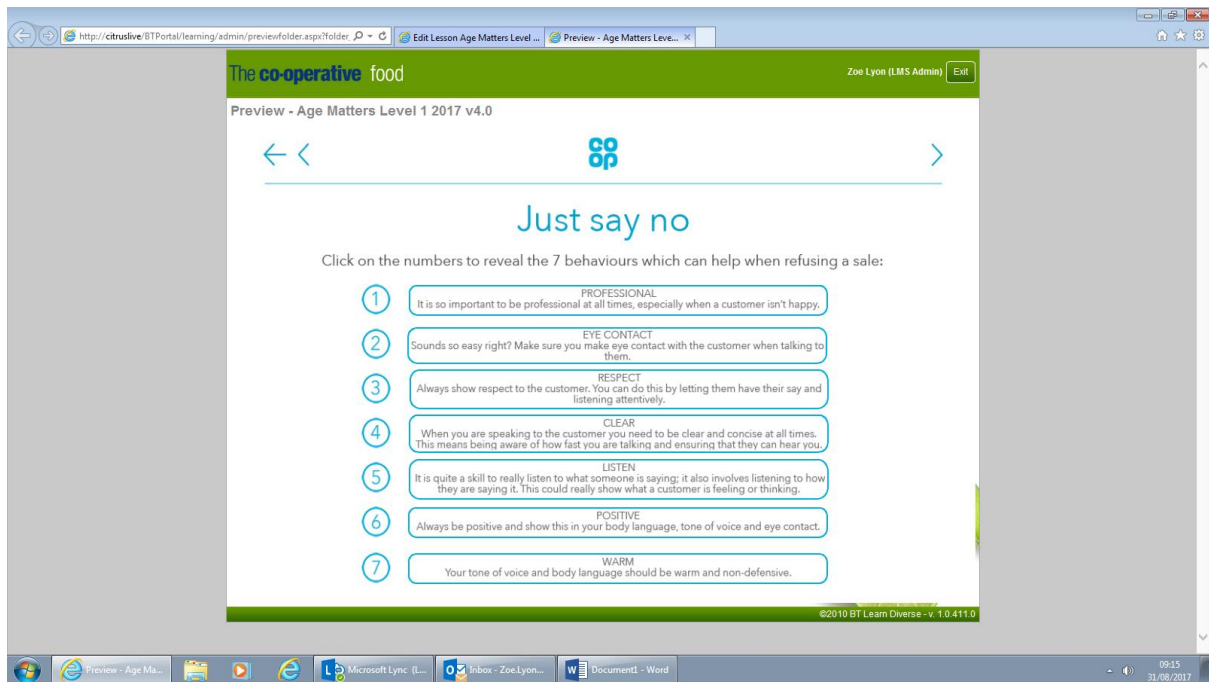 http://citruslive/BTPortal/learning/admin/previewfolder.aspx?folder_
Edit Lesson Age Matters Level ...
Preview - Age Matters Leve... ×
The co-operative food
Zoe Lyon (LMS Admin)
Exit
Preview - Age Matters Level 1 2017 v4.0
CO
OP
Just say no
Click on the numbers to reveal the 7 behaviours which can help when refusing a sale:
1
PROFESSIONAL
It is so important to be professional at all times, especially when a customer isn't happy.
2
EYE CONTACT
Sounds so easy right? Make sure you make eye contact with the customer when talking to
them.
3
RESPECT
Always show respect to the customer. You can do this by letting them have their say and
listening attentively.
4
CLEAR
When you are speaking to the customer you need to be clear and concise at all times.
This means being aware of how fast you are talking and ensuring that they can hear you.
5
LISTEN
It is quite a skill to really listen to what someone is saying; it also involves listening to how
they are saying it. This could really show what a customer is feeling or thinking.
6
POSITIVE
Always be positive and show this in your body language, tone of voice and eye contact.
7
WARM
Your tone of voice and body language should be warm and non-defensive.
©2010 BT Learn Diverse - v. 1.0.411.0
Preview - Age Ma...
Microsoft Lync (L...
Inbox - Zoe.Lyon...
Document1 - Word
09:15
31/08/2017